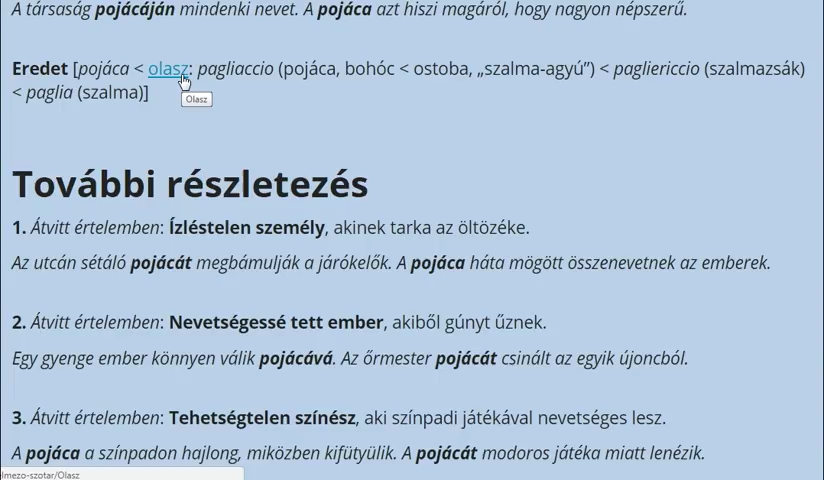 A társaság pojácáján mindenki nevet. A pojáca azt hiszi magáról, hogy nagyon népszerű.
Eredet [pojáca < olasz: pagliaccio (pojáca, bohóc < ostoba, „szalma-agyú”) < pagliericcio (szalmazsák)
< paglia (szalma)]
Olasz
További részletezés
1. Átvitt értelemben: Ízléstelen személy, akinek tarka az öltözéke.
Az utcán sétáló pojácát megbámulják a járókelők. A pojáca háta mögött összenevetnek az emberek.
2. Átvitt értelemben: Nevetségessé tett ember, akiből gúnyt űznek.
Egy gyenge ember könnyen válik pojácává. Az őrmester pojácát csinált az egyik újoncból.
3. Átvitt értelemben: Tehetségtelen színész, aki színpadi játékával nevetséges lesz.
A pojáca a színpadon hajlong, miközben kifütyülik. A pojácát modoros játéka miatt lenézik.
lmezo-szotar/Olasz